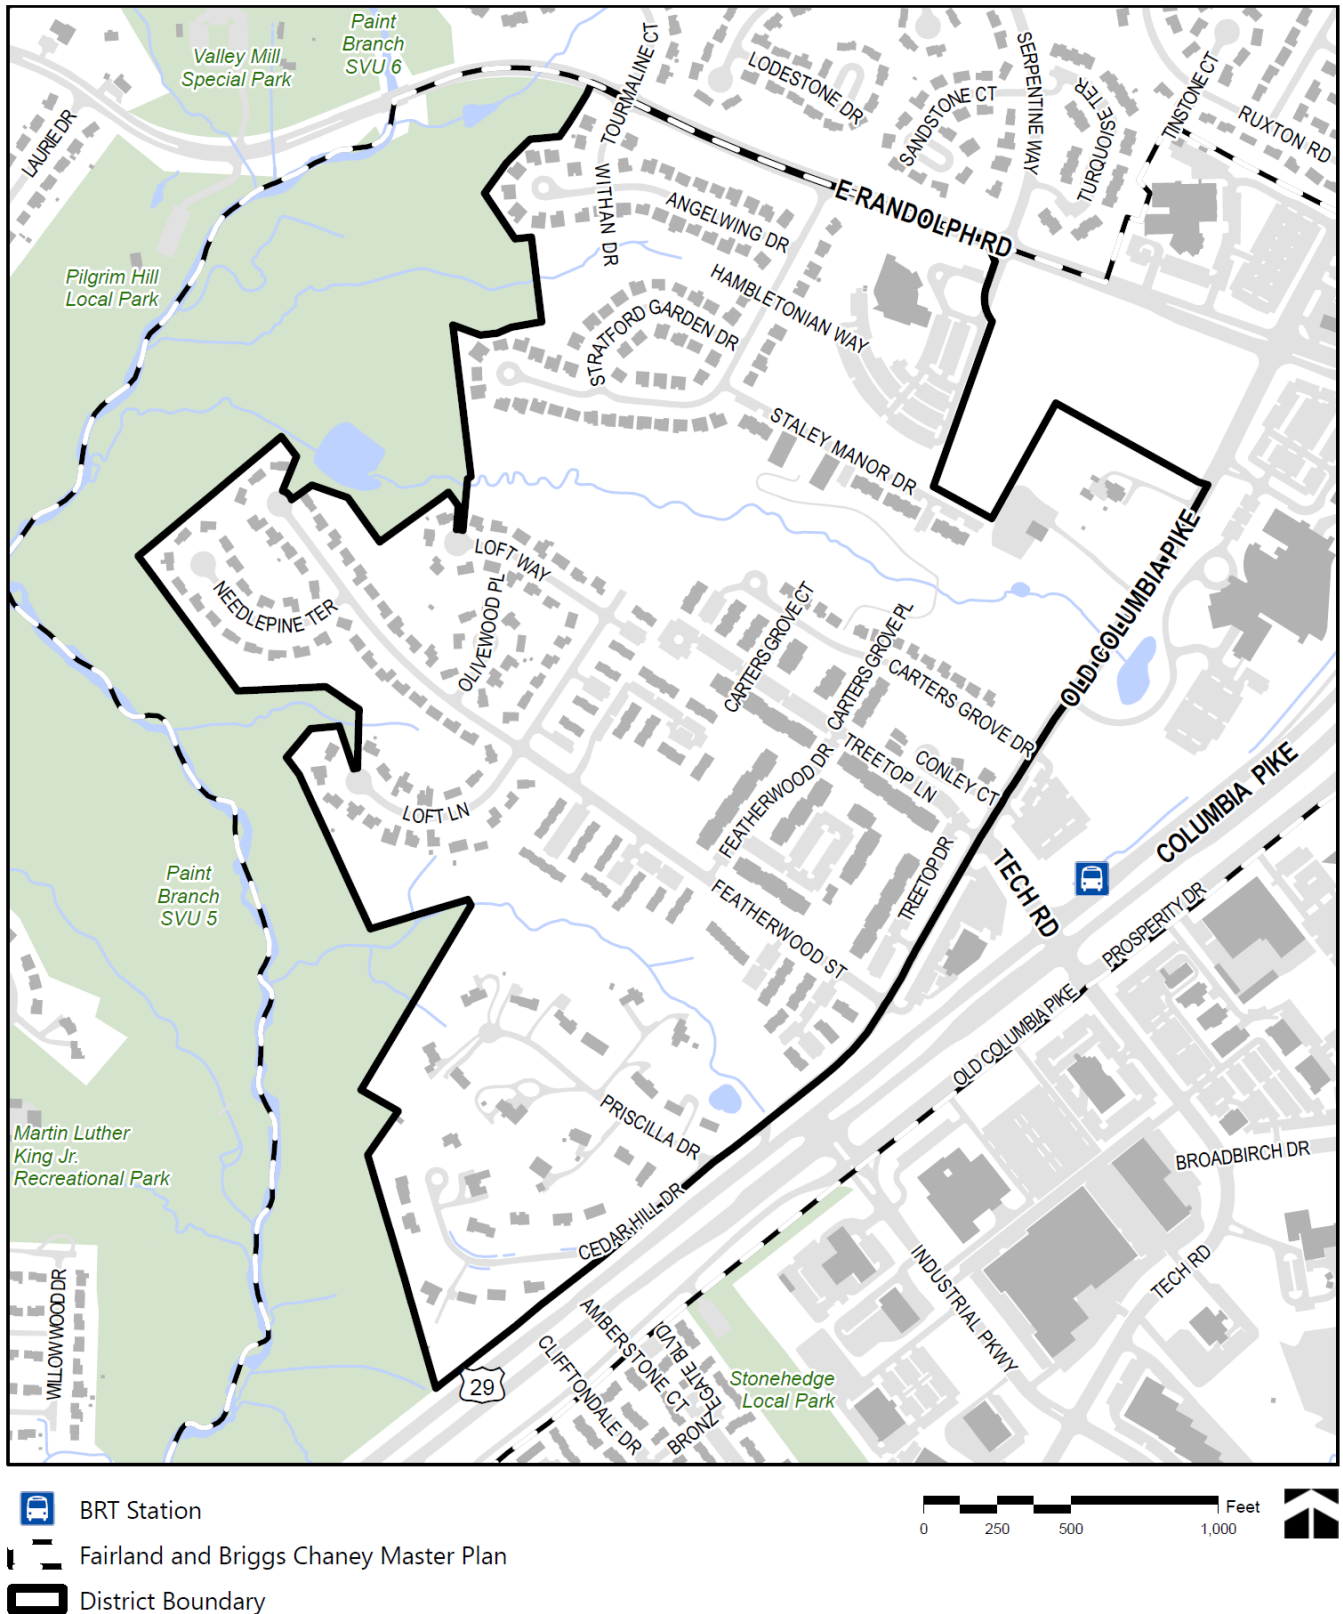 Paint
Branch
SVU 6
Valley Mill
Special Park
LAURIE DR
TOURMALINE CT
LODESTONE DR
SANDSTONE CT
SERPENTINE WAY
TURQUOISE TER
TINSTONE CT
RUXTON RD
WITHAN DR
ANGELWING DR
E RANDOLPH RD
Pilgrim Hill
Local Park
HAMBLETONIAN WAY
STRATFORD GARDEN DR
STALEY MANOR DR
LOFT WAY
NEEDLEPINE TER
OLIVEWOOD PL
CARTERS GROVE CT
CARTERS GROVE PL
CARTERS GROVE DR
OLD COLUMBIA PIKE
TREETOP LN
CONLEY CT
FEATHERWOOD DR
LOFT LN
COLUMBIA PIKE
TECH RD
TREETOP DR
Paint
Branch
SVU 5
FEATHERWOOD ST
PROSPERITY DR
OLD COLUMBIA PIKE
PRISCILLA DR
Martin Luther
King Jr.
Recreational Park
BROADBIRCH DR
CEDAR HILL DR
INDUSTRIAL PKWY
TECH RD
WILLOWWOOD DR
AMBERSTONE CT
CLIFFTONDALE DR
BRONZEGATE BLVD
29
Stonehedge
Local Park
BRT Station
Fairland and Briggs Chaney Master Plan
District Boundary
Feet
0 250 500 1,000